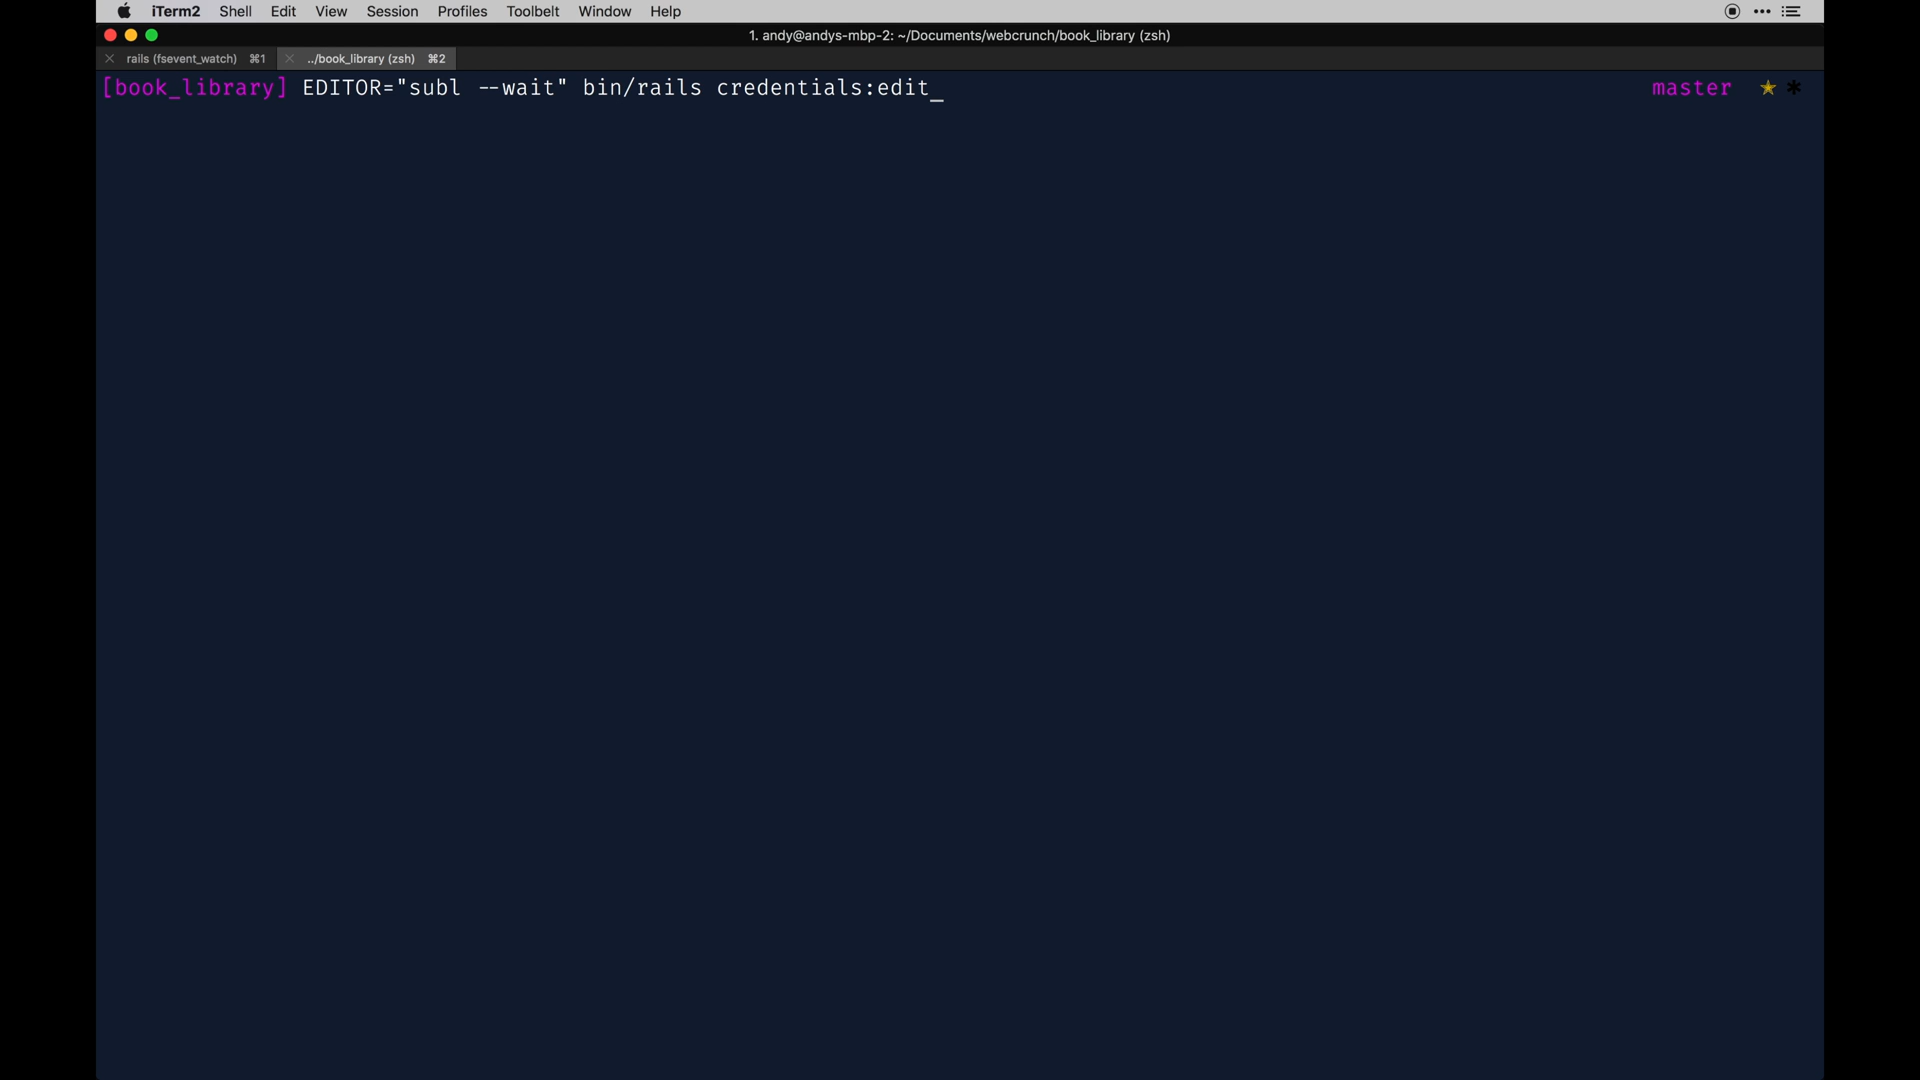 iTerm2 Shell Edit View Session Profiles Toolbelt Window Help
1. andy@andys-mbp-2: ~/Documents/webcrunch/book_library (zsh)
rails (fsevent_watch) ⌘1 ../book_library (zsh) ⌘2
[book_library] EDITOR="subl --wait" bin/rails credentials:edit_ master ★ *